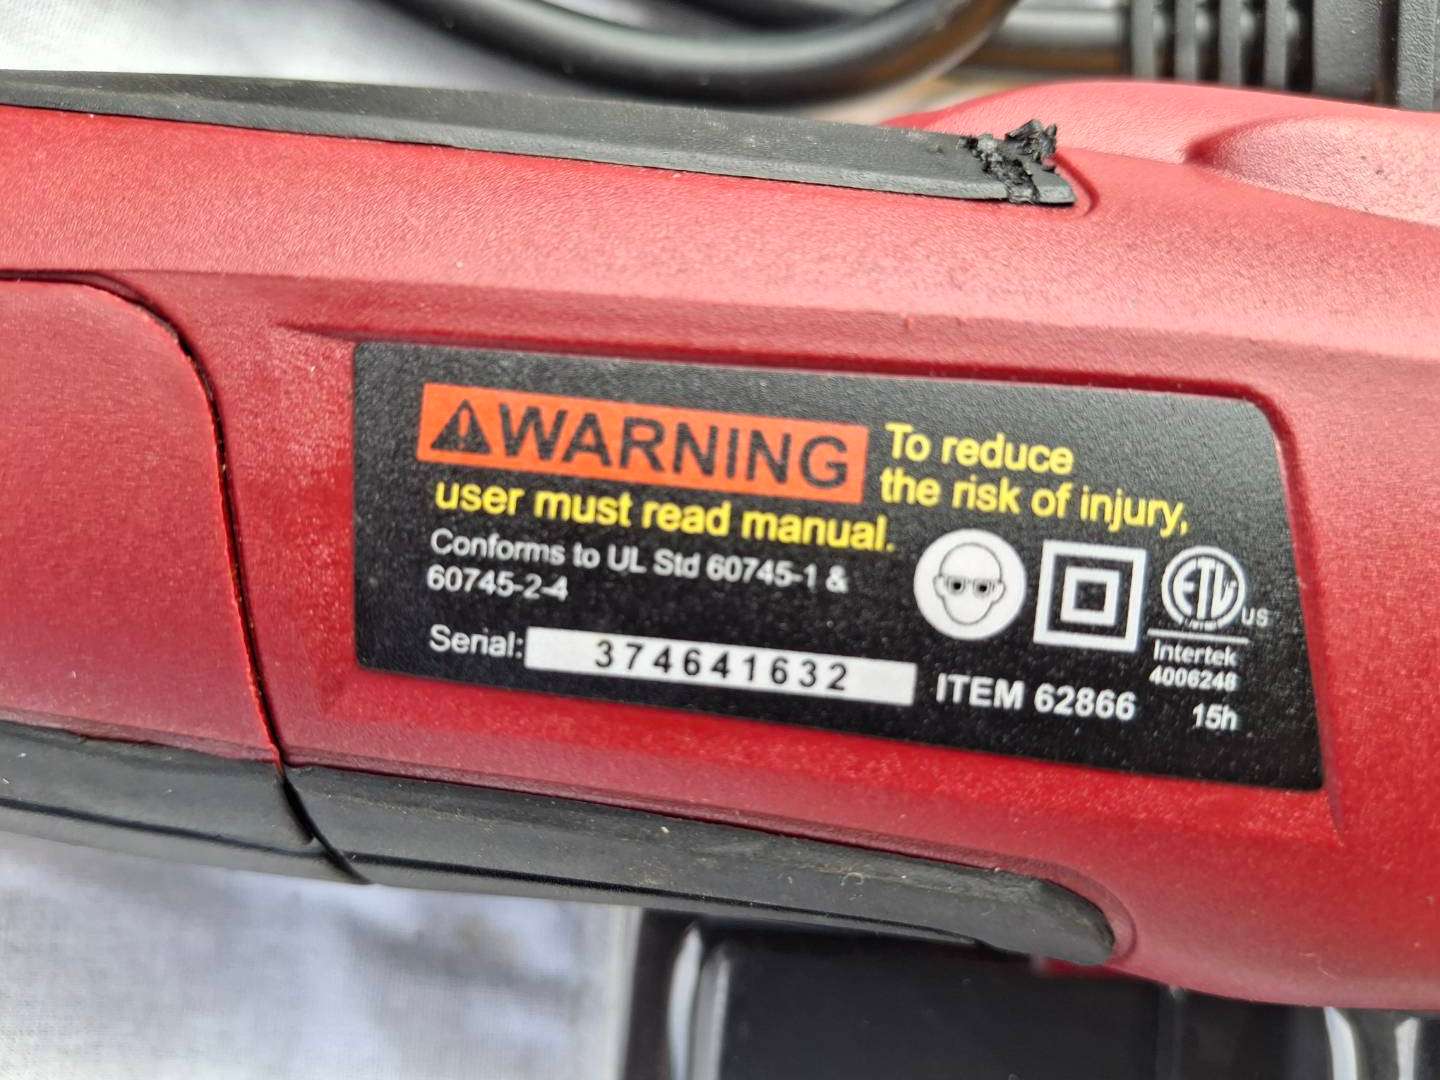 WARNING To reduce
the risk of injury,
user must read manual.
Conforms to UL Std 60745-1 &
60745-2-4
Serial: 374641632
ITEM 62866
ETL US
Intertek
4006248
15h